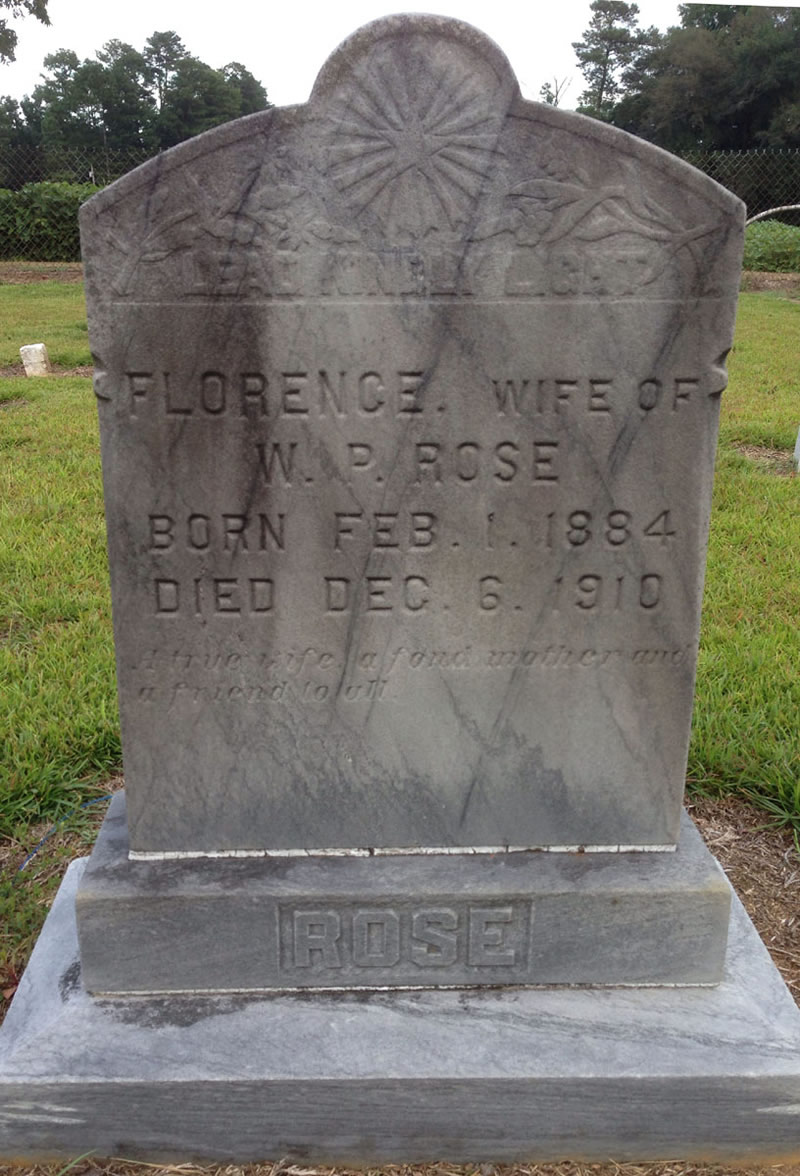 LEAD KINDLY LIGHT
FLORENCE. WIFE OF
W. P. ROSE
BORN FEB. 1. 1884
DIED DEC. 6. 1910
A true wife, a fond mother and
a friend to all
ROSE